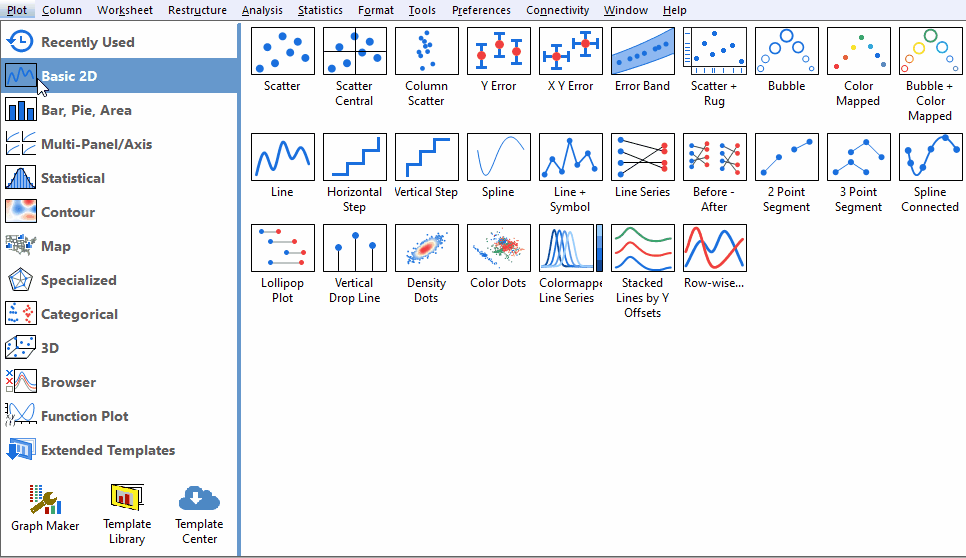 Plot Column Worksheet Restructure Analysis Statistics Format Tools Preferences Connectivity Window Help
Recently Used
Basic 2D
Bar, Pie, Area
Multi-Panel/Axis
Statistical
Contour
Map
Specialized
Categorical
3D
Browser
Function Plot
Extended Templates
Graph Maker
Template
Library
Template
Center
Scatter
Scatter
Central
Column
Scatter
Y Error
X Y Error
Error Band
Scatter +
Rug
Bubble
Color
Mapped
Bubble +
Color
Mapped
Line
Horizontal
Step
Vertical Step
Spline
Line +
Symbol
Line Series
Before -
After
2 Point
Segment
3 Point
Segment
Spline
Connected
Lollipop
Plot
Vertical
Drop Line
Density
Dots
Color Dots
Colormappe
Line Series
Stacked
Lines by Y
Offsets
Row-wise...